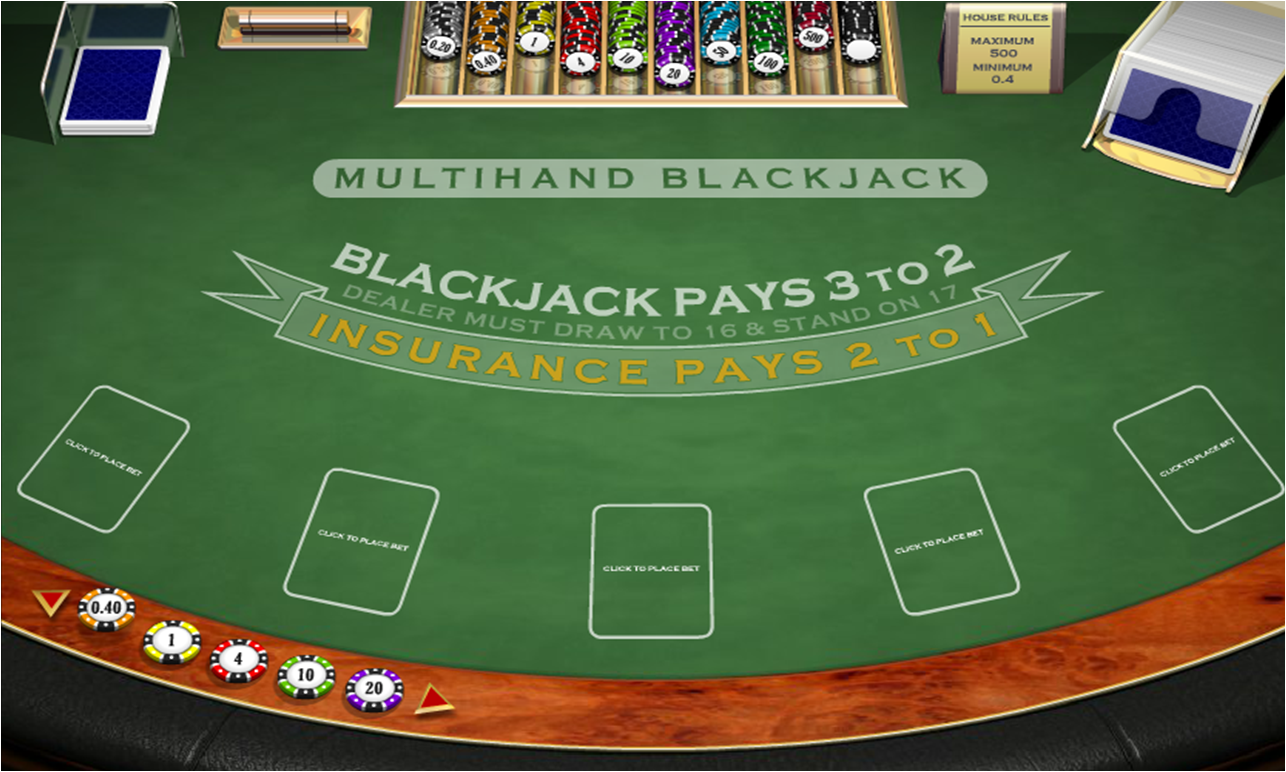 0.20
0.40
1
4
10
20
100
500
HOUSE RULES
MAXIMUM
500
MINIMUM
0.4
MULTIHAND BLACKJACK
BLACKJACK PAYS 3 TO 2
DEALER MUST DRAW TO 16 & STAND ON 17
INSURANCE PAYS 2 TO 1
CLICK TO PLACE BET
CLICK TO PLACE BET
CLICK TO PLACE BET
CLICK TO PLACE BET
CLICK TO PLACE BET
0.40
1
4
10
20